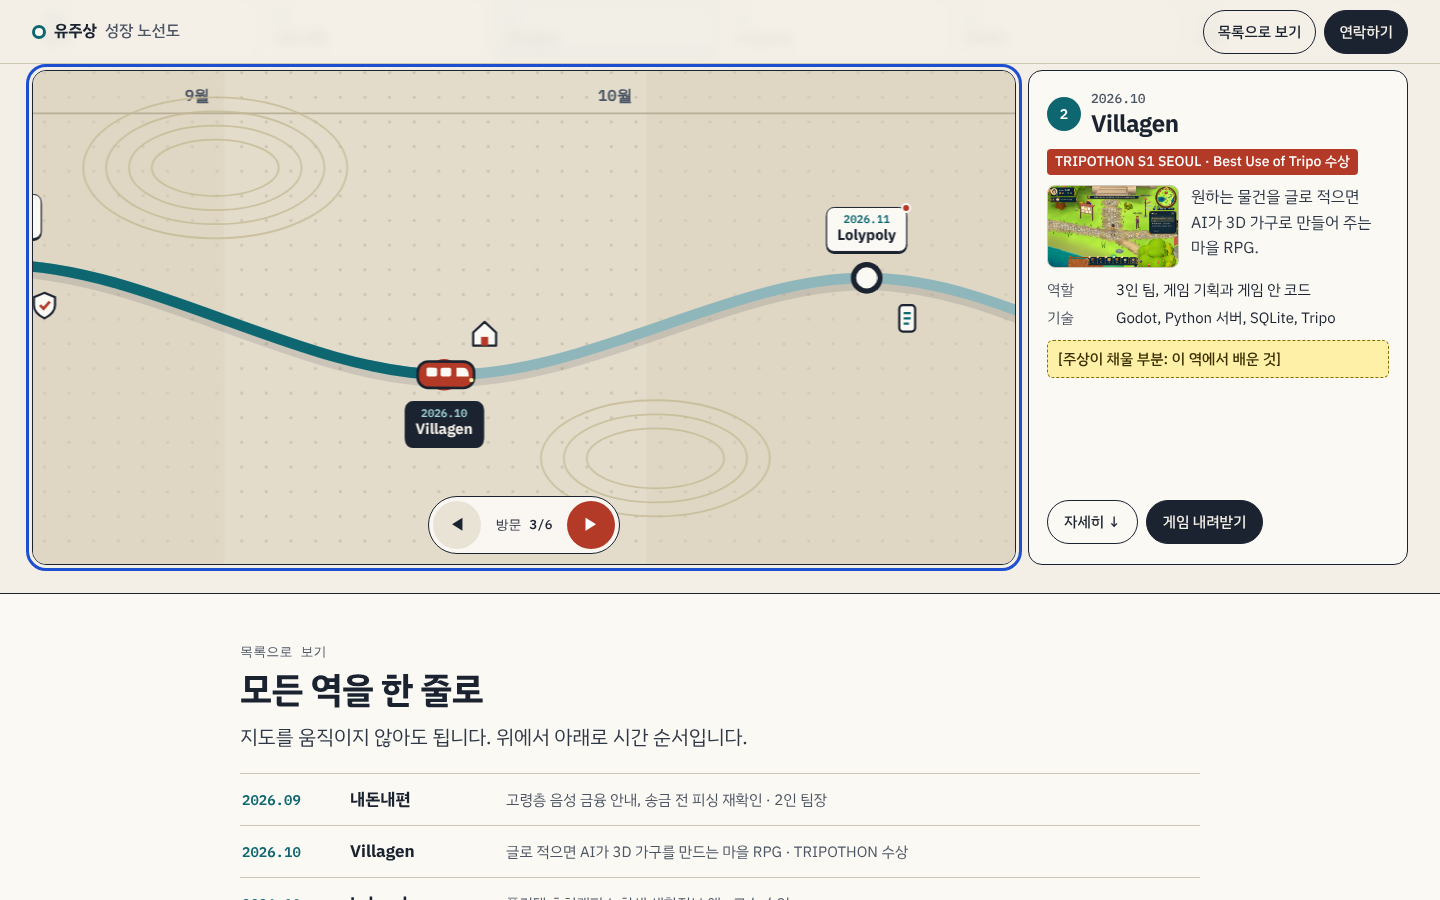 유주상 성장 노선도
목록으로 보기
연락하기
9월
10월
2026.11
Lolypoly
2026.10
Villagen
방문 3/6
2
2026.10
Villagen
TRIPOTHON S1 SEOUL · Best Use of Tripo 수상
원하는 물건을 글로 적으면
AI가 3D 가구로 만들어 주는
마을 RPG.
역할 3인 팀, 게임 기획과 게임 안 코드
기술 Godot, Python 서버, SQLite, Tripo
[주상이 채울 부분: 이 역에서 배운 것]
자세히 ↓
게임 내려받기
목록으로 보기
모든 역을 한 줄로
지도를 움직이지 않아도 됩니다. 위에서 아래로 시간 순서입니다.
2026.09 내돈내편 고령층 음성 금융 안내, 송금 전 피싱 재확인 · 2인 팀장
2026.10 Villagen 글로 적으면 AI가 3D 가구를 만드는 마을 RPG · TRIPOTHON 수상